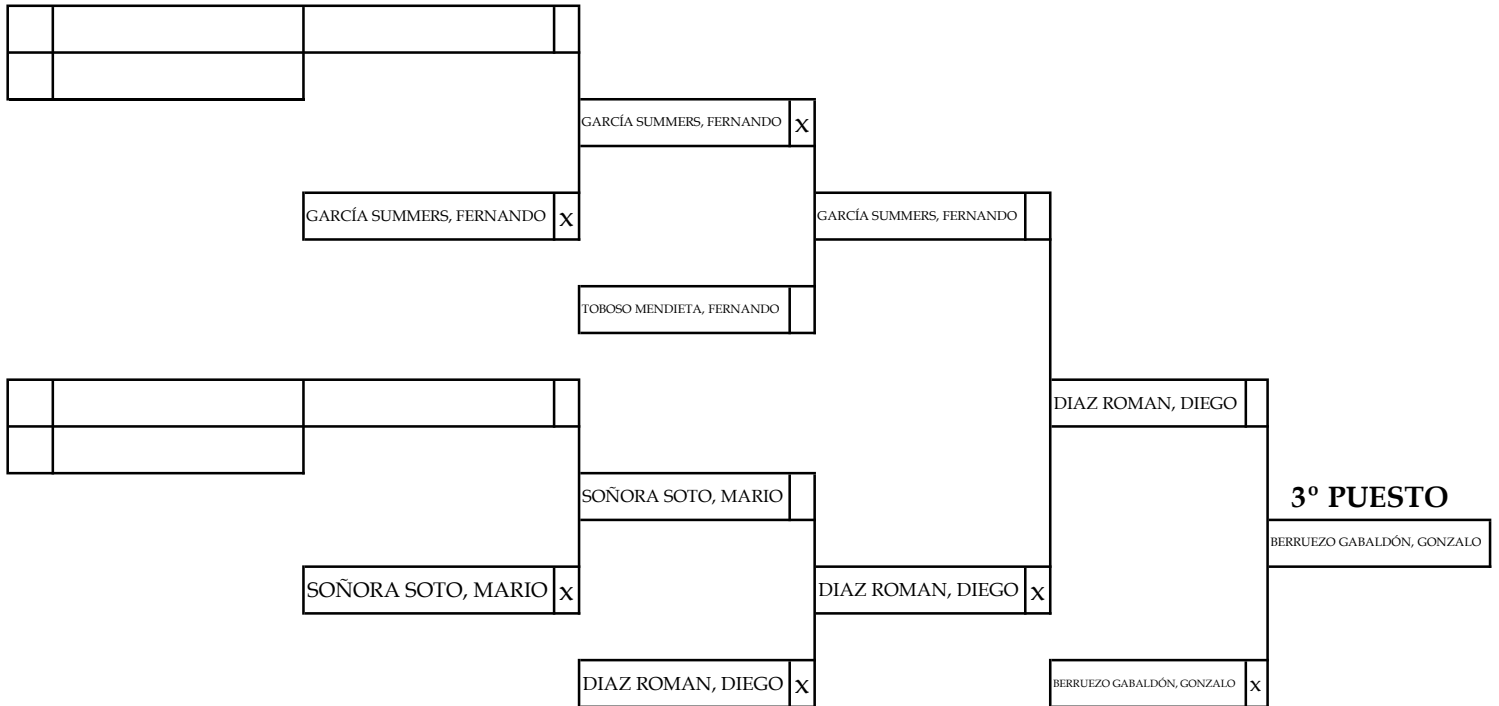 GARCÍA SUMMERS, FERNANDO x
GARCÍA SUMMERS, FERNANDO x
GARCÍA SUMMERS, FERNANDO
TOBOSO MENDIETA, FERNANDO
DIAZ ROMAN, DIEGO
SOÑORA SOTO, MARIO
3º PUESTO
BERRUEZO GABALDÓN, GONZALO
SOÑORA SOTO, MARIO x
DIAZ ROMAN, DIEGO x
DIAZ ROMAN, DIEGO x
BERRUEZO GABALDÓN, GONZALO x